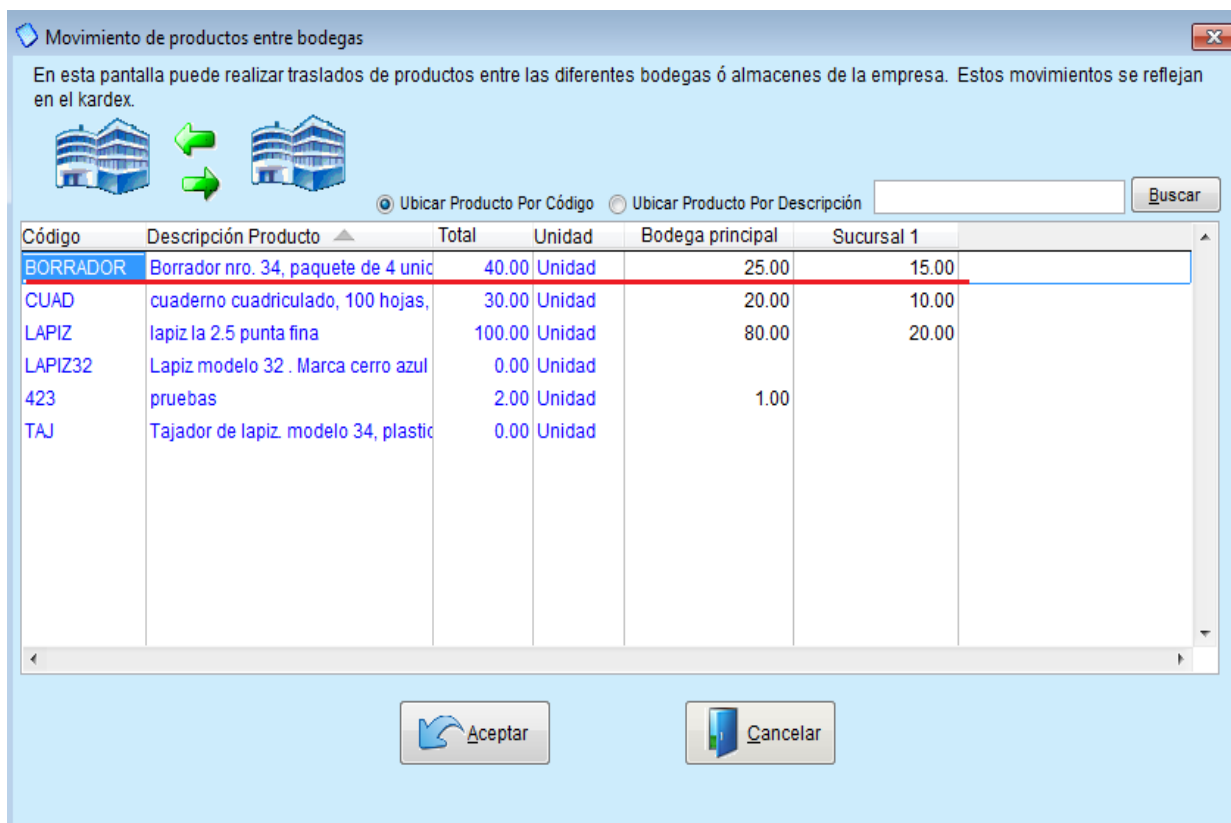 Movimiento de productos entre bodegas
En esta pantalla puede realizar traslados de productos entre las diferentes bodegas ó almacenes de la empresa. Estos movimientos se reflejan
en el kardex.
Ubicar Producto Por Código Ubicar Producto Por Descripción Buscar
Código Descripción Producto Total Unidad Bodega principal Sucursal 1
BORRADOR Borrador nro. 34, paquete de 4 unid 40.00 Unidad 25.00 15.00
CUAD cuaderno cuadriculado, 100 hojas, 30.00 Unidad 20.00 10.00
LAPIZ lapiz la 2.5 punta fina 100.00 Unidad 80.00 20.00
LAPIZ32 Lapiz modelo 32 . Marca cerro azul 0.00 Unidad
423 pruebas 2.00 Unidad 1.00
TAJ Tajador de lapiz. modelo 34, plastic 0.00 Unidad
Aceptar Cancelar